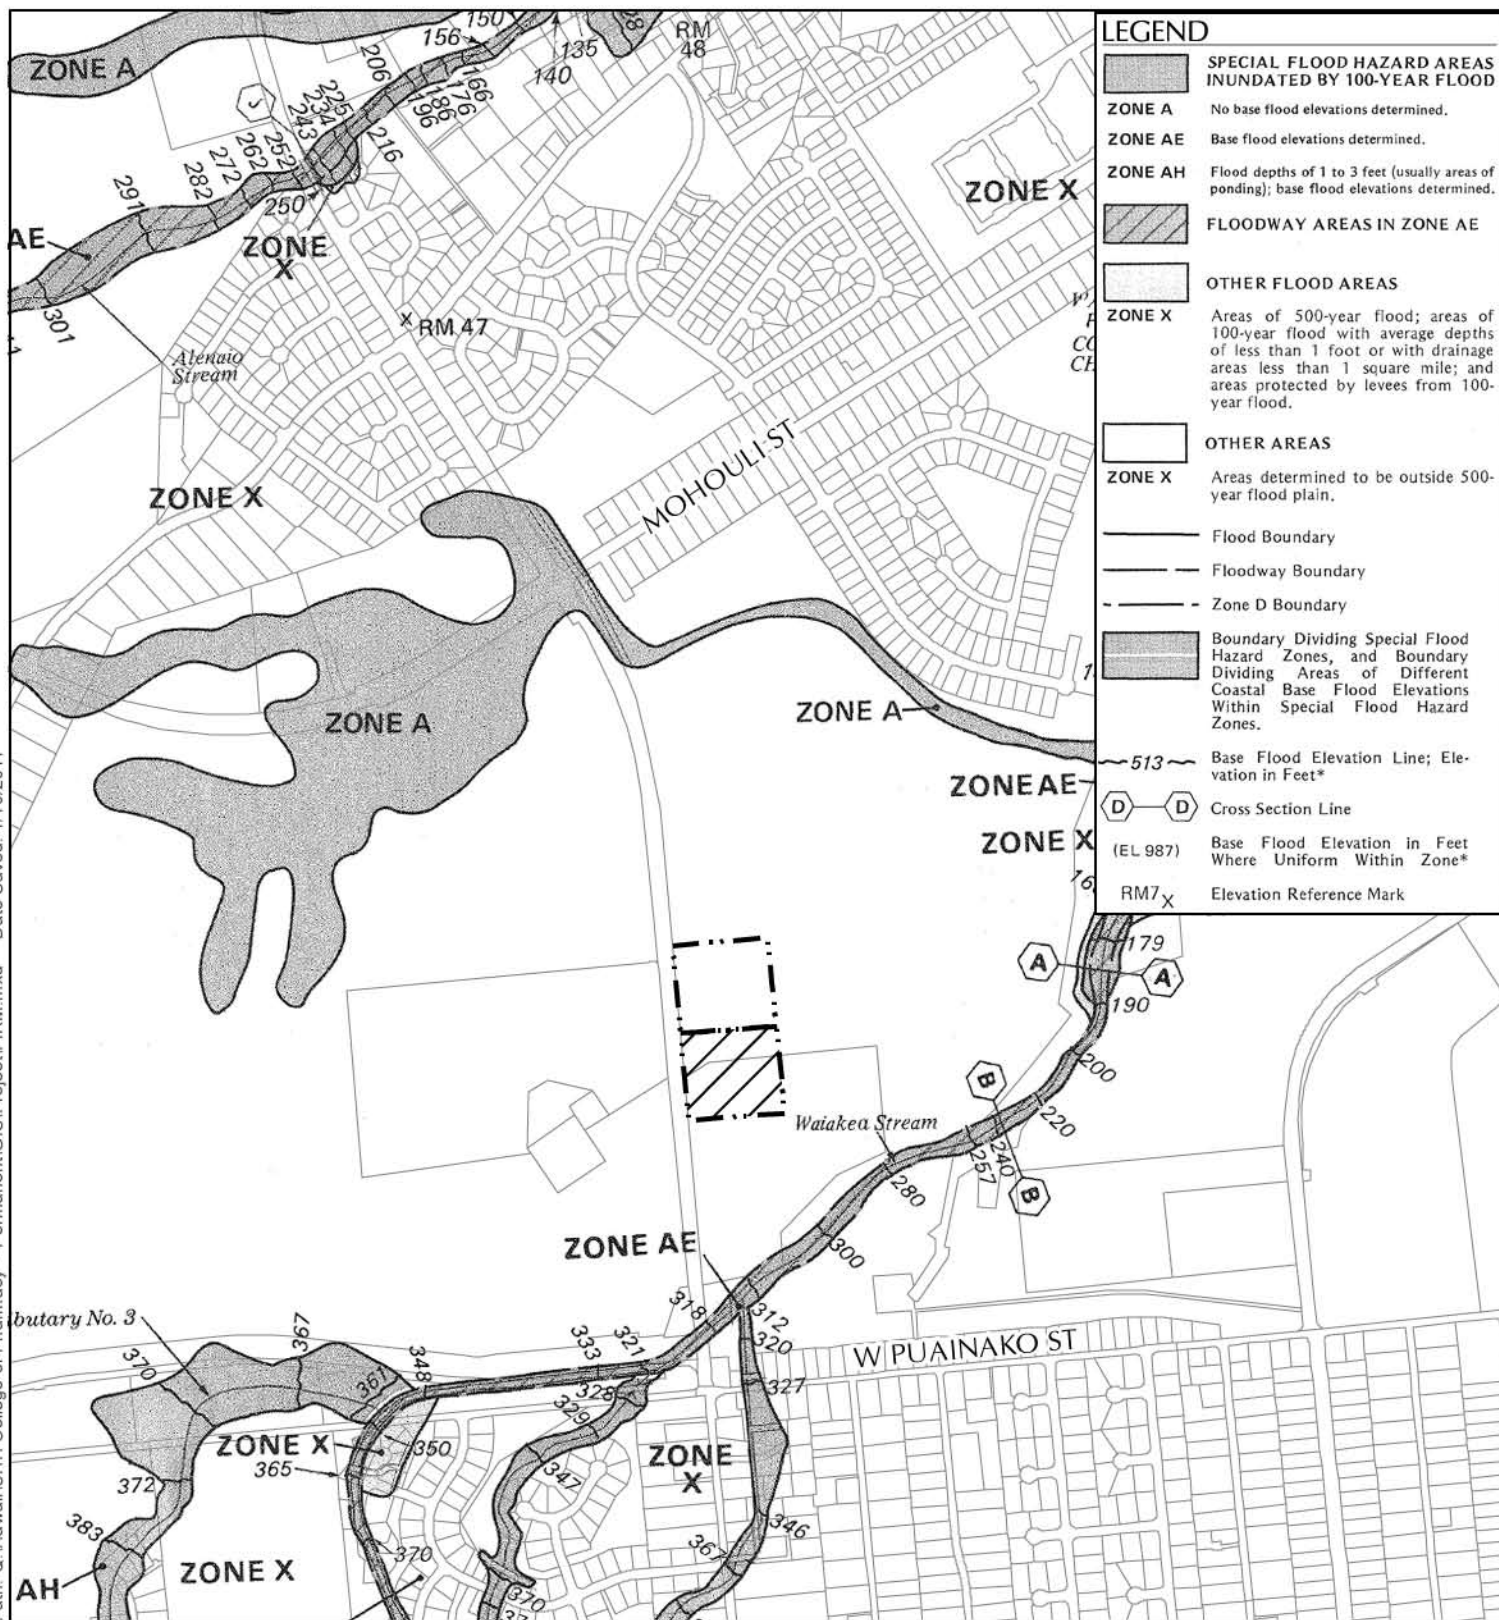 LEGEND
SPECIAL FLOOD HAZARD AREAS
INUNDATED BY 100-YEAR FLOOD
ZONE A No base flood elevations determined.
ZONE AE Base flood elevations determined.
ZONE AH Flood depths of 1 to 3 feet (usually areas of
ponding); base flood elevations determined.
FLOODWAY AREAS IN ZONE AE
OTHER FLOOD AREAS
ZONE X Areas of 500-year flood; areas of
100-year flood with average depths
of less than 1 foot or with drainage
areas less than 1 square mile; and
areas protected by levees from 100-
year flood.
OTHER AREAS
ZONE X Areas determined to be outside 500-
year flood plain.
Flood Boundary
Floodway Boundary
Zone D Boundary
Boundary Dividing Special Flood
Hazard Zones, and Boundary
Dividing Areas of Different
Coastal Base Flood Elevations
Within Special Flood Hazard
Zones.
513 Base Flood Elevation Line; Ele-
vation in Feet*
D D Cross Section Line
(EL 987) Base Flood Elevation in Feet
Where Uniform Within Zone*
RM7 X Elevation Reference Mark
ZONE A
150
156
135
140
RM
48
206
166
176
186
196
225
234
243
216
252
262
272
282
291
250
ZONE X
AE
ZONE
X
301
X RM 47
Alenaio
Stream
MOHOULI ST
ZONE X
ZONE A
ZONE A
ZONE AE
ZONE X
179
A A
190
200
B
220
Waiakea Stream
240
257
B
280
300
ZONE AE
318
312
320
321
333
W PUAINAKO ST
butary No. 3
397
370
348
367
328
327
329
ZONE X
350
365
ZONE
X
347
372
346
383
367
370
ZONE X
AH
370